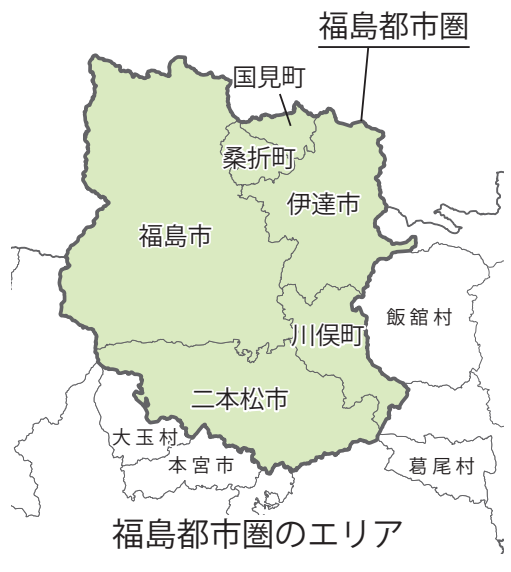 福島都市圏
国見町
桑折町
伊達市
福島市
飯舘村
川俣町
二本松市
大玉村
本宮市
葛尾村
福島都市圏のエリア